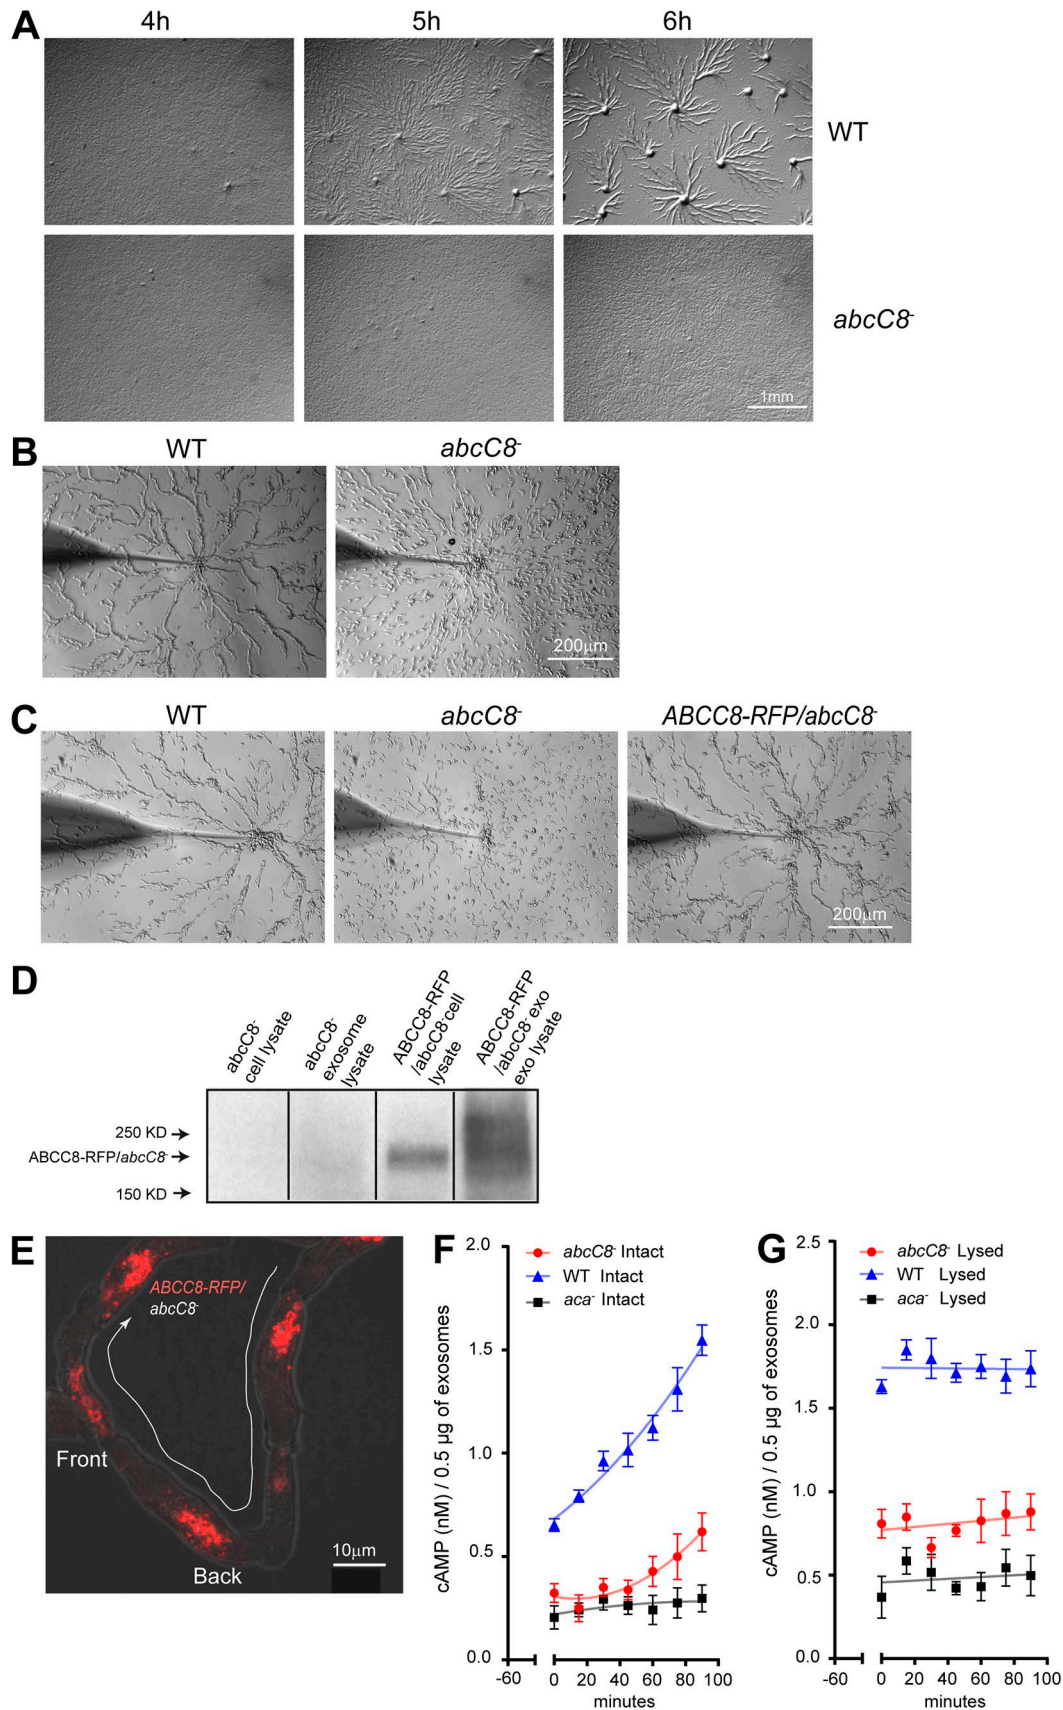 A
4h
5h
6h
WT
abcC8-
1mm
B
WT
abcC8-
200µm
C
WT
abcC8-
ABCC8-RFP/abcC8-
200µm
D
abcC8-
cell lysate
abcC8-
exosome
lysate
ABCC8-RFP
/abcC8-cell
lysate
ABCC8-RFP
/abcC8- exo
exo lysate
250 KD
ABCC8-RFP/abcC8-
150 KD
E
ABCC8-RFP/
abcC8-
Front
Back
10µm
F
abcC8- Intact
WT Intact
aca- Intact
cAMP (nM) / 0.5 µg of exosomes
2.0
1.5
1.0
0.5
0.0
-60
0
20
40
60
80
100
minutes
G
abcC8- Lysed
WT Lysed
aca- Lysed
cAMP (nM) / 0.5 µg of exosomes
2.5
2.0
1.5
1.0
0.5
0.0
-60
0
20
40
60
80
100
minutes